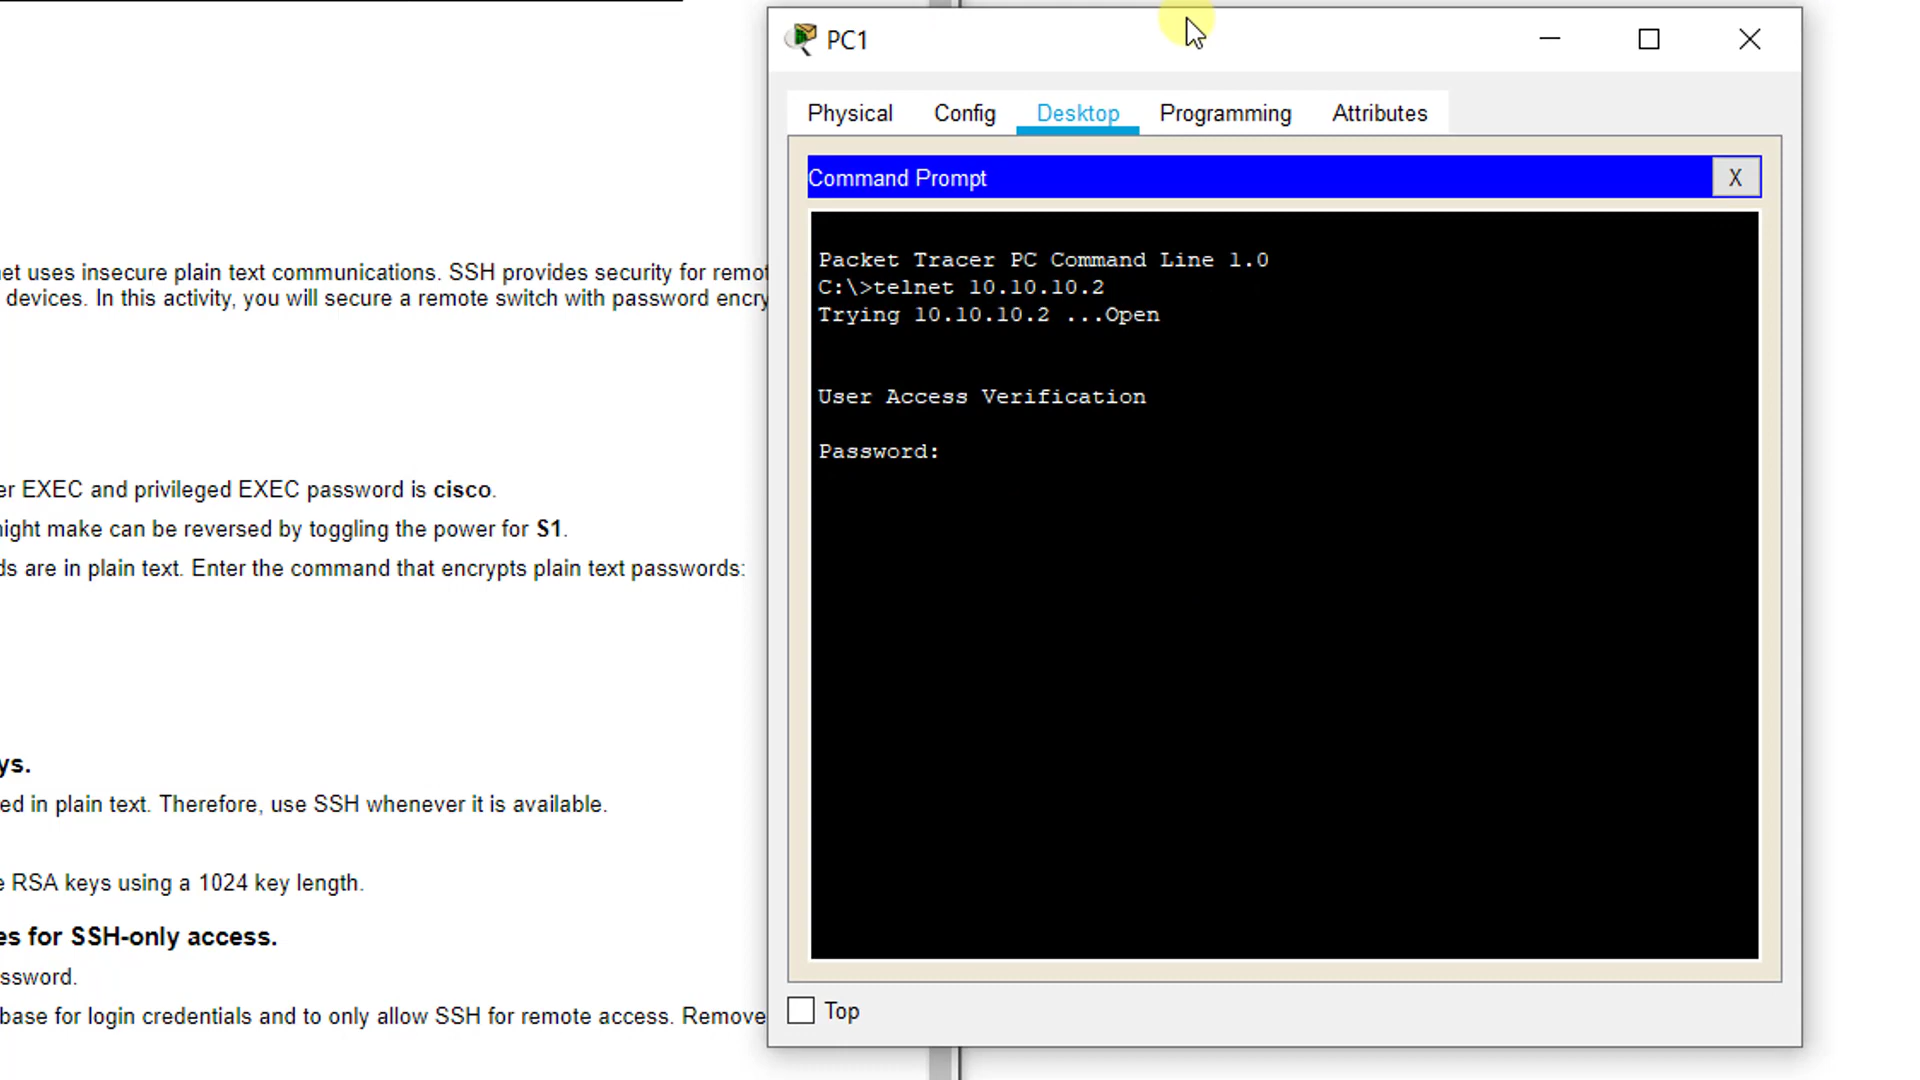 PC1
Physical Config Desktop Programming Attributes
Command Prompt X
Packet Tracer PC Command Line 1.0
C:\>telnet 10.10.10.2
Trying 10.10.10.2 ...Open
User Access Verification
Password:
Top
et uses insecure plain text communications. SSH provides security for remot
devices. In this activity, you will secure a remote switch with password encry
er EXEC and privileged EXEC password is cisco.
ight make can be reversed by toggling the power for S1.
ds are in plain text. Enter the command that encrypts plain text passwords:
ys.
ed in plain text. Therefore, use SSH whenever it is available.
e RSA keys using a 1024 key length.
es for SSH-only access.
ssword.
base for login credentials and to only allow SSH for remote access. Remove